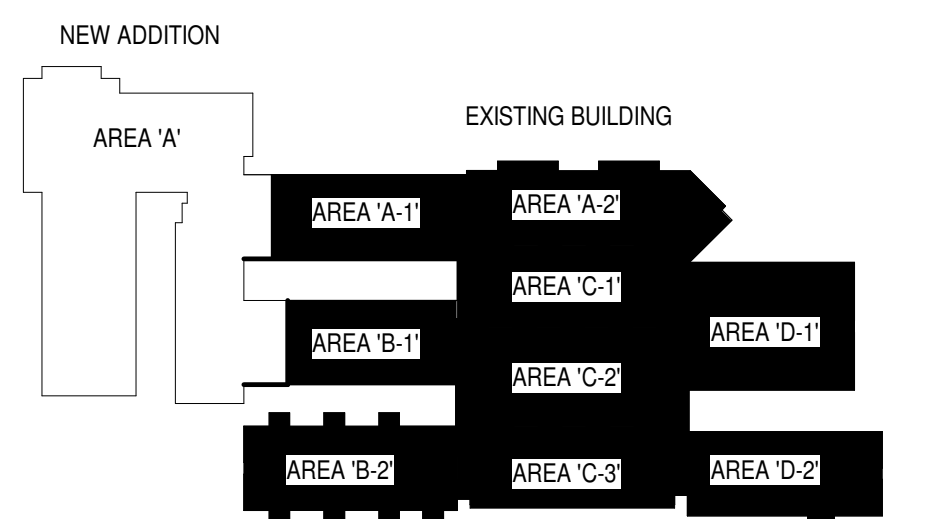 NEW ADDITION
EXISTING BUILDING
AREA 'A'
AREA 'A-1'
AREA 'A-2'
AREA 'C-1'
AREA 'B-1'
AREA 'D-1'
AREA 'C-2'
AREA 'B-2'
AREA 'C-3'
AREA 'D-2'